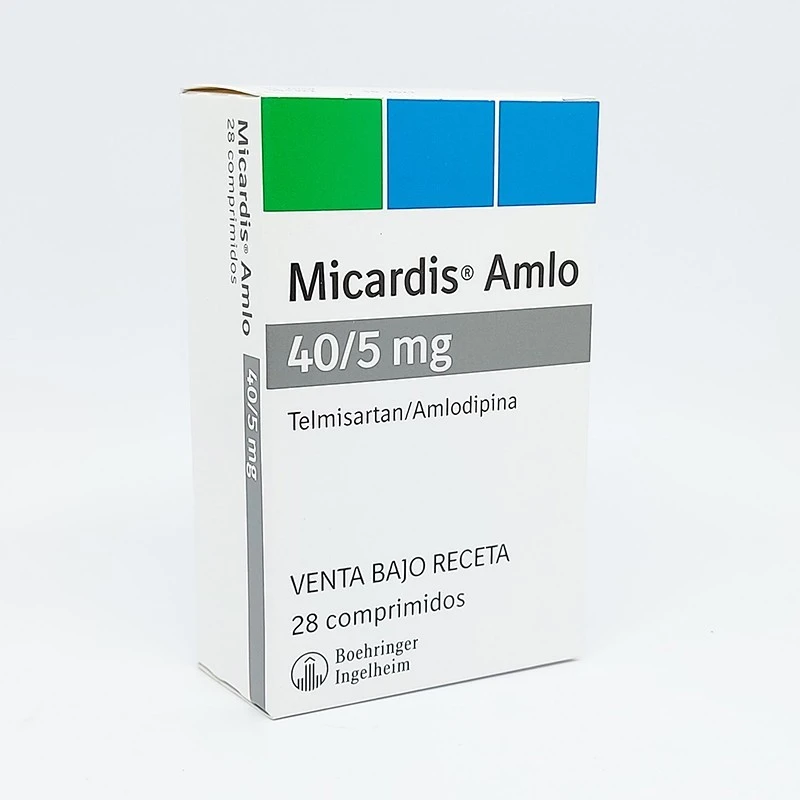 Micardis® Amlo
28 comprimidos
40/5 mg
Micardis® Amlo
40/5 mg
Telmisartan/Amlodipina
VENTA BAJO RECETA
28 comprimidos
Boehringer
Ingelheim